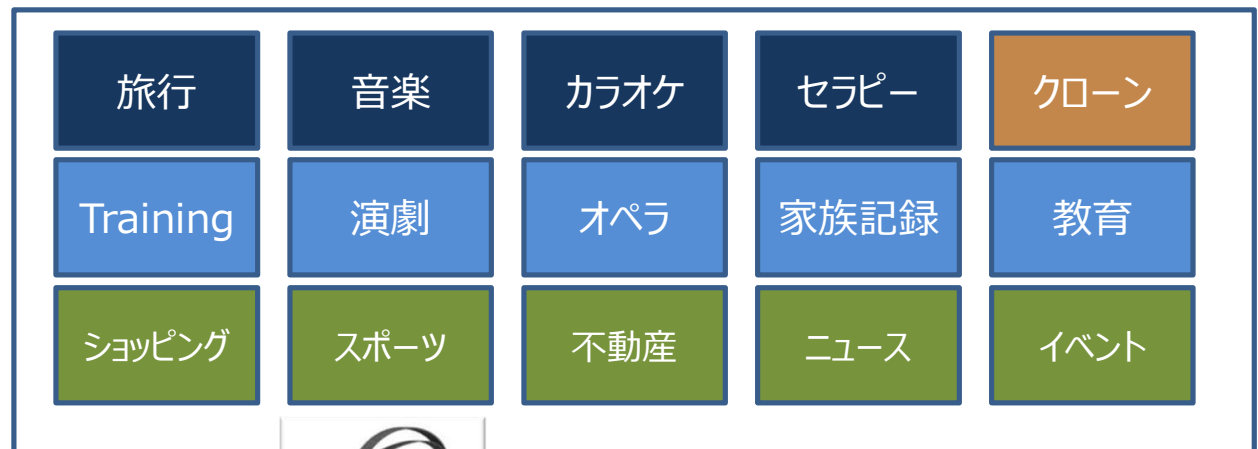 旅行
音楽
カラオケ
セラピー
クローン
Training
演劇
オペラ
家族記録
教育
ショッピング
スポーツ
不動産
ニュース
イベント